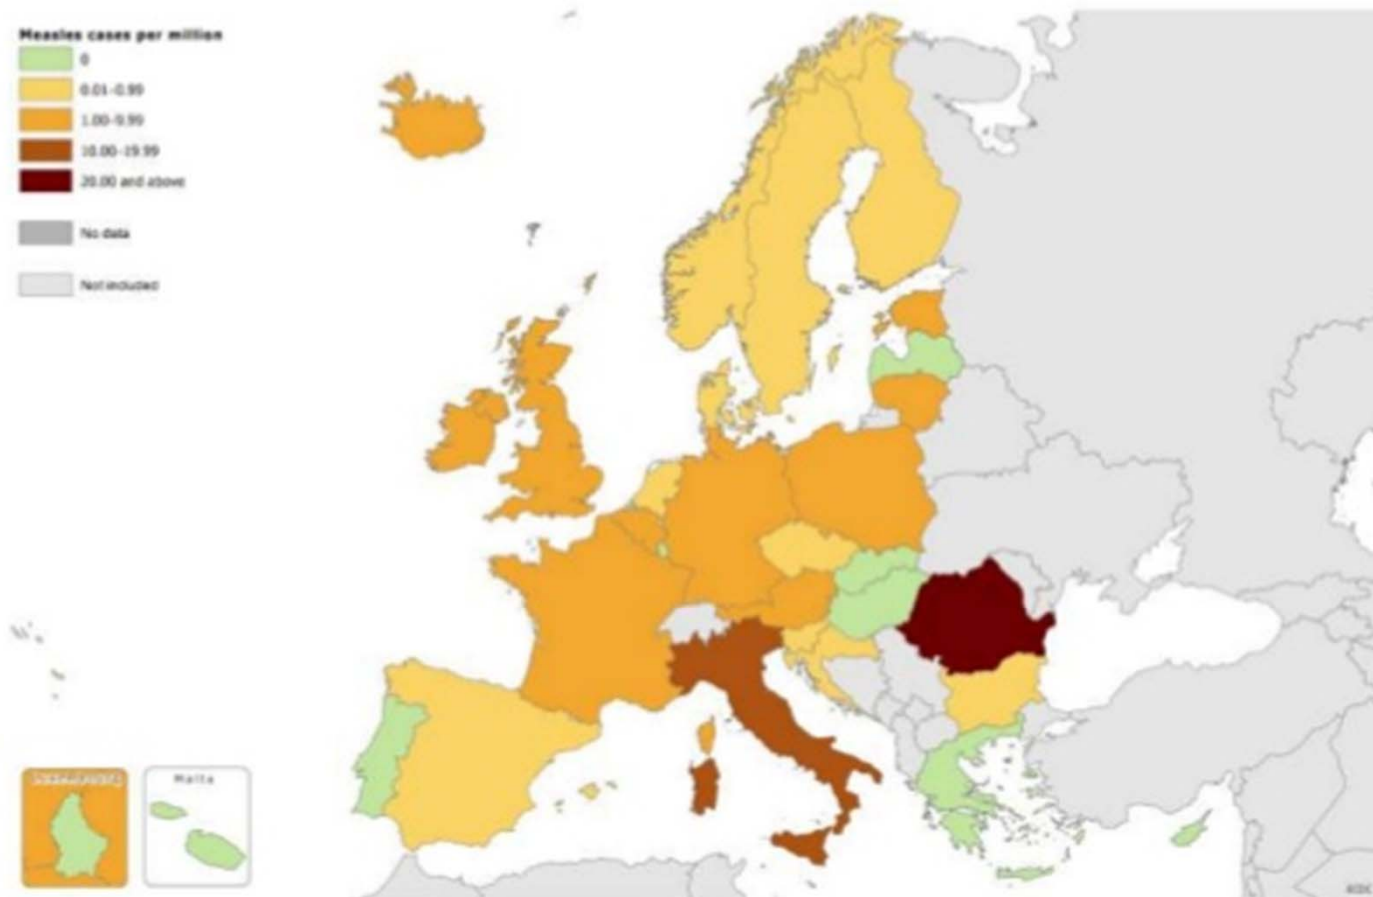 Measles cases per million
0
0.01-0.99
1.00-9.99
10.00-19.99
20.00 and above
No data
Not included
Luxembourg
Malta